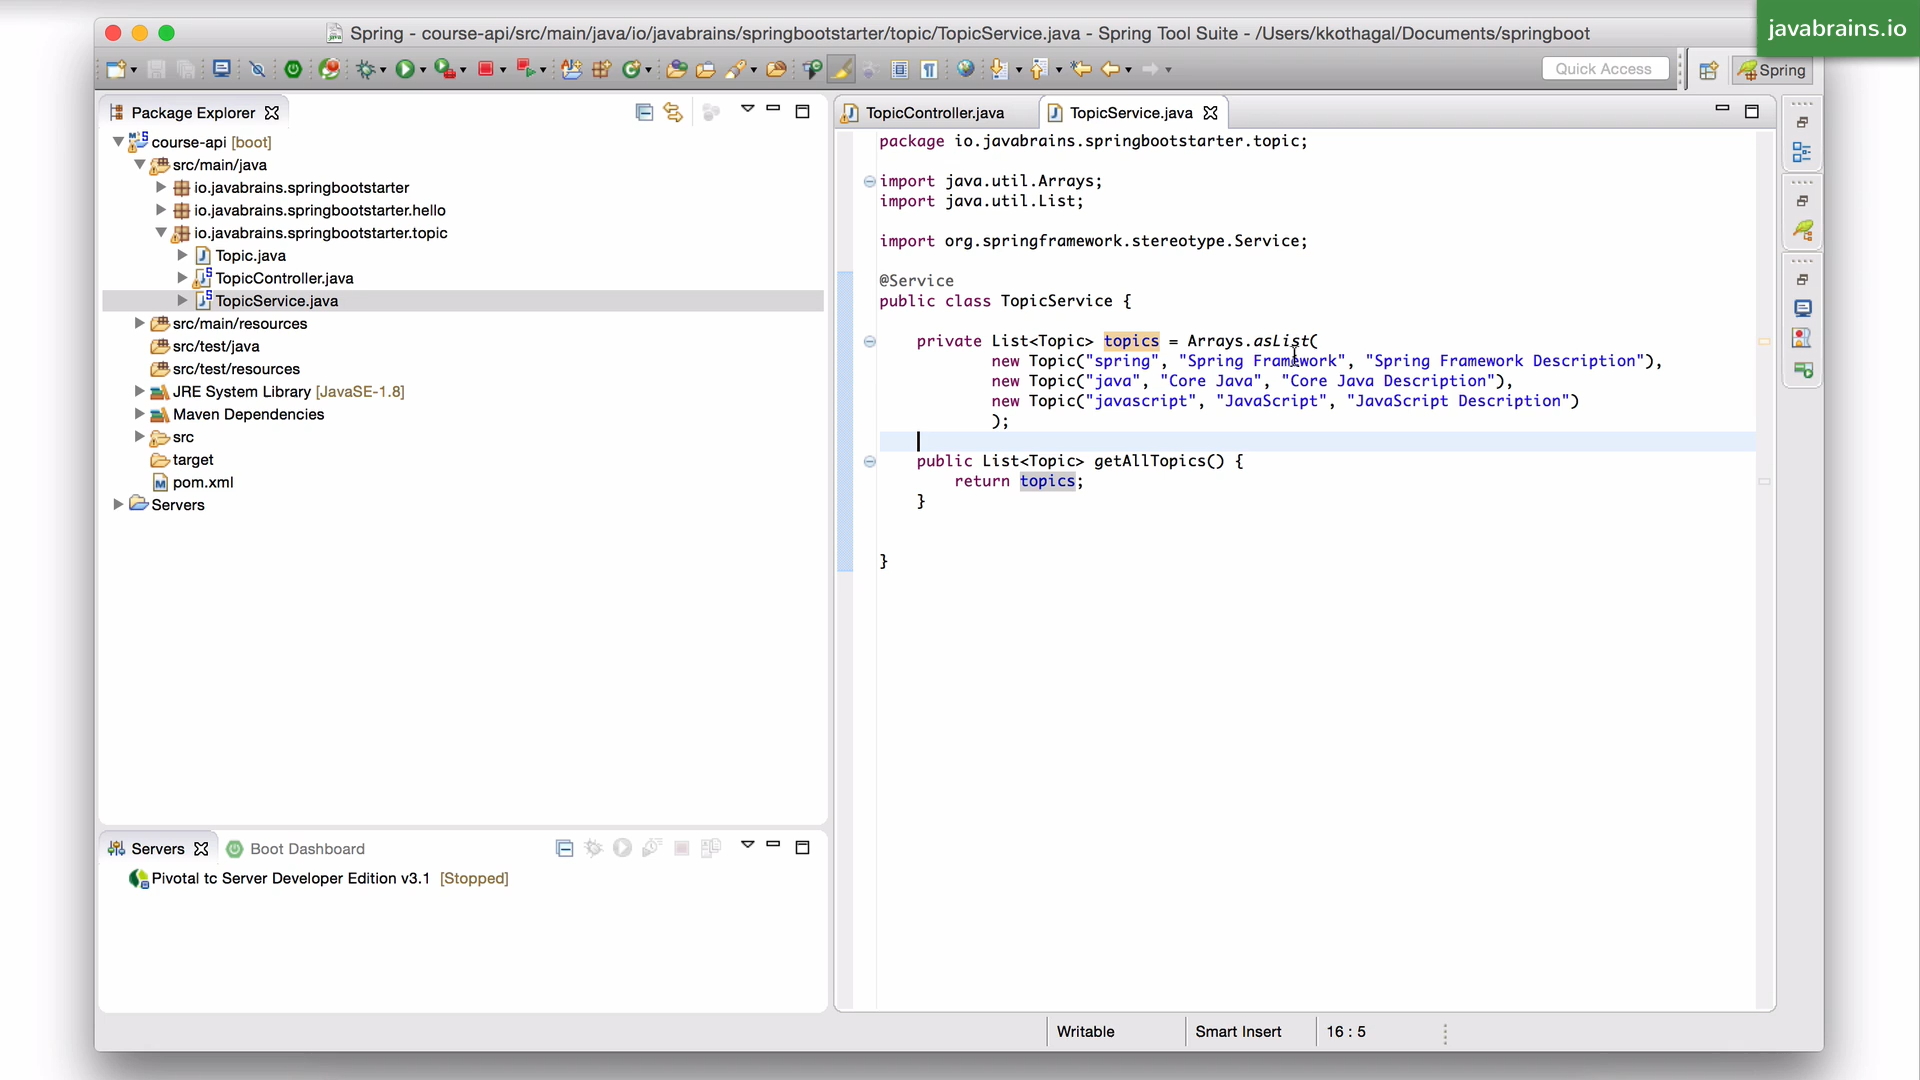 javabrains.io
Spring - course-api/src/main/java/io/javabrains/springbootstarter/topic/TopicService.java - Spring Tool Suite - /Users/kkothagal/Documents/springboot
Quick Access
Spring
Package Explorer
course-api [boot]
src/main/java
io.javabrains.springbootstarter
io.javabrains.springbootstarter.hello
io.javabrains.springbootstarter.topic
Topic.java
TopicController.java
TopicService.java
src/main/resources
src/test/java
src/test/resources
JRE System Library [JavaSE-1.8]
Maven Dependencies
src
target
pom.xml
Servers
Servers
Boot Dashboard
Pivotal tc Server Developer Edition v3.1 [Stopped]
TopicController.java
TopicService.java
package io.javabrains.springbootstarter.topic;
import java.util.Arrays;
import java.util.List;
import org.springframework.stereotype.Service;
@Service
public class TopicService {
private List<Topic> topics = Arrays.asList(
new Topic("spring", "Spring Framework", "Spring Framework Description"),
new Topic("java", "Core Java", "Core Java Description"),
new Topic("javascript", "JavaScript", "JavaScript Description")
);
public List<Topic> getAllTopics() {
return topics;
}
}
Writable
Smart Insert
16 : 5